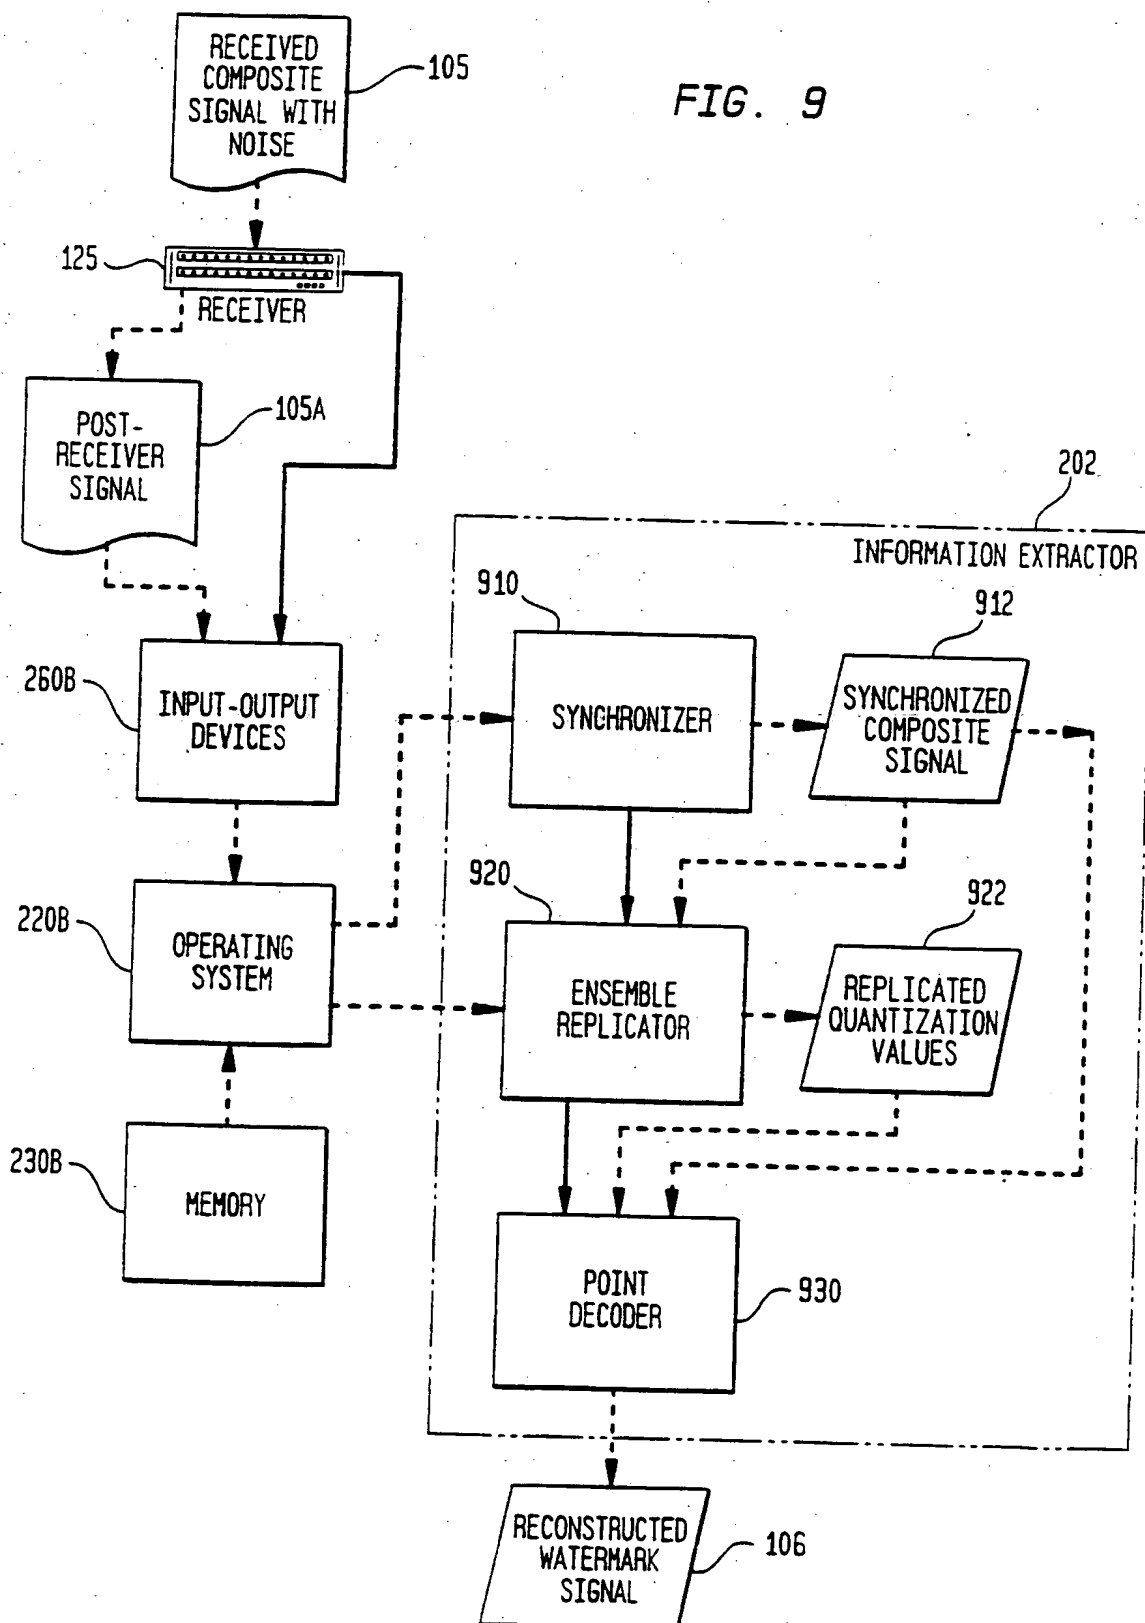 FIG. 9
RECEIVED
COMPOSITE
SIGNAL WITH
NOISE
105
125
RECEIVER
POST-
RECEIVER
SIGNAL
105A
202
INFORMATION EXTRACTOR
260B
INPUT-OUTPUT
DEVICES
910
SYNCHRONIZER
912
SYNCHRONIZED
COMPOSITE
SIGNAL
220B
OPERATING
SYSTEM
920
ENSEMBLE
REPLICATOR
922
REPLICATED
QUANTIZATION
VALUES
230B
MEMORY
POINT
DECODER
930
RECONSTRUCTED
WATERMARK
SIGNAL
106